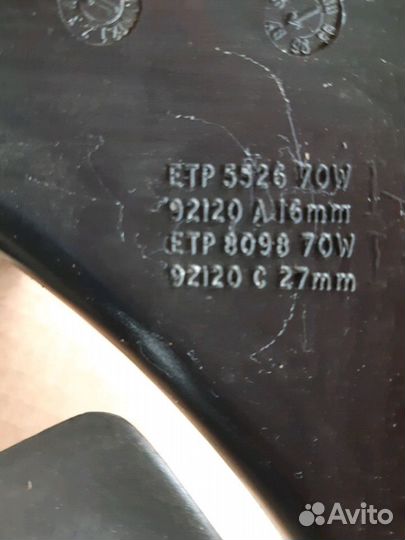 ETP 5526 70W
92120 A 16mm
ETP 8098 70W
92120 C 27mm
Avito